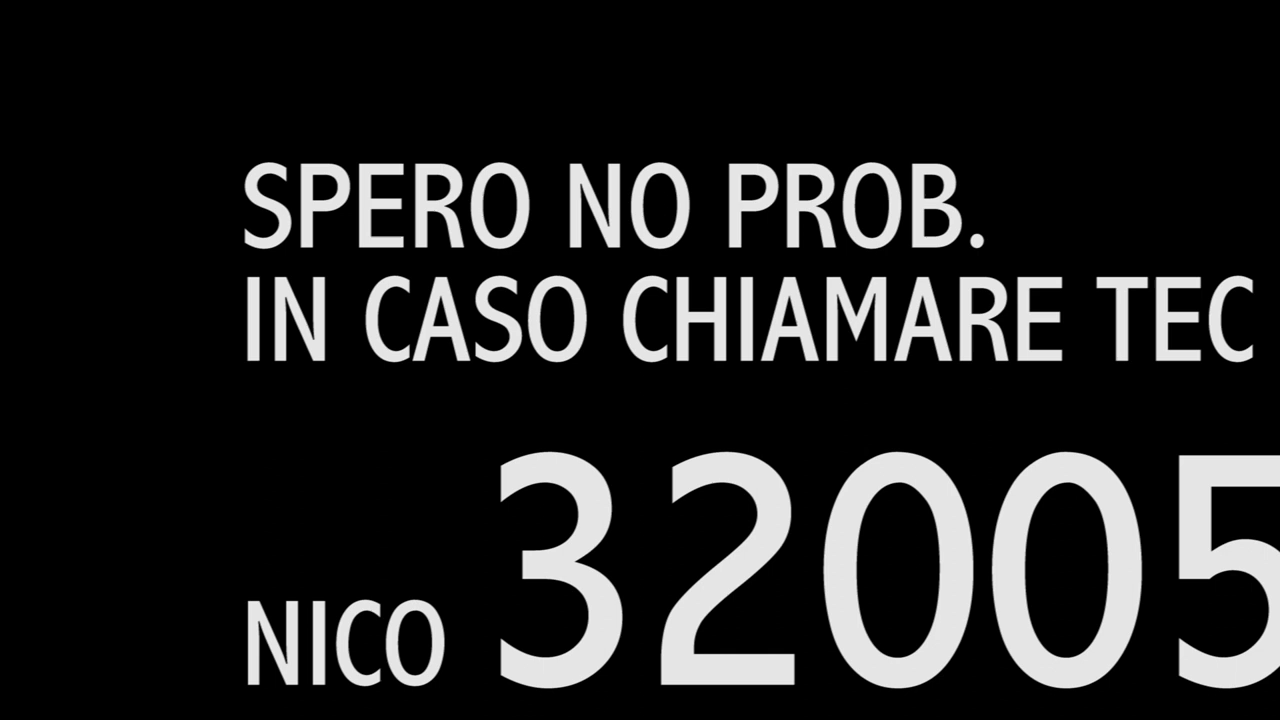 SPERO NO PROB.
IN CASO CHIAMARE TEC
NICO 32005